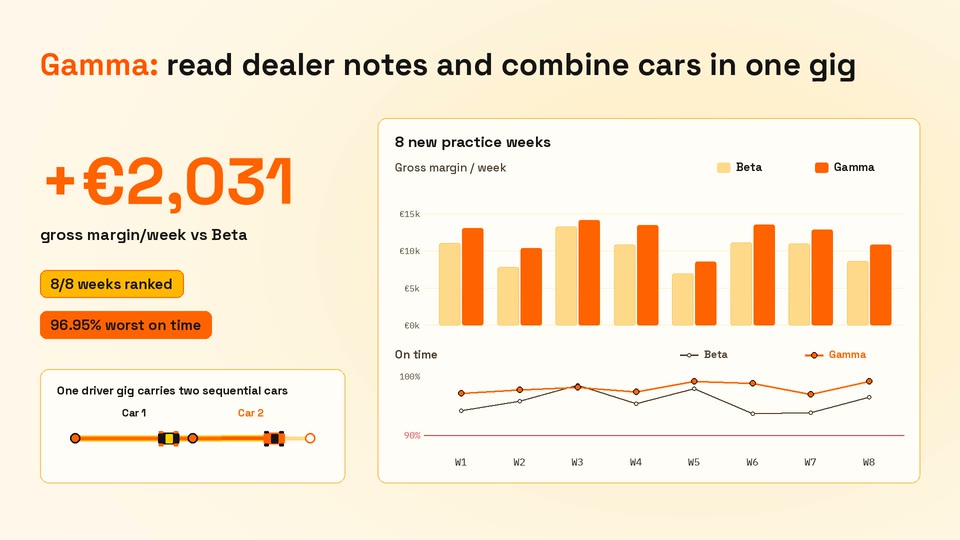 Gamma: read dealer notes and combine cars in one gig
+€2,031
gross margin/week vs Beta
8/8 weeks ranked
96.95% worst on time
One driver gig carries two sequential cars
Car 1
Car 2
8 new practice weeks
Gross margin / week
Beta
Gamma
€15k
€10k
€5k
€0k
On time
Beta
Gamma
100%
90%
W1 W2 W3 W4 W5 W6 W7 W8